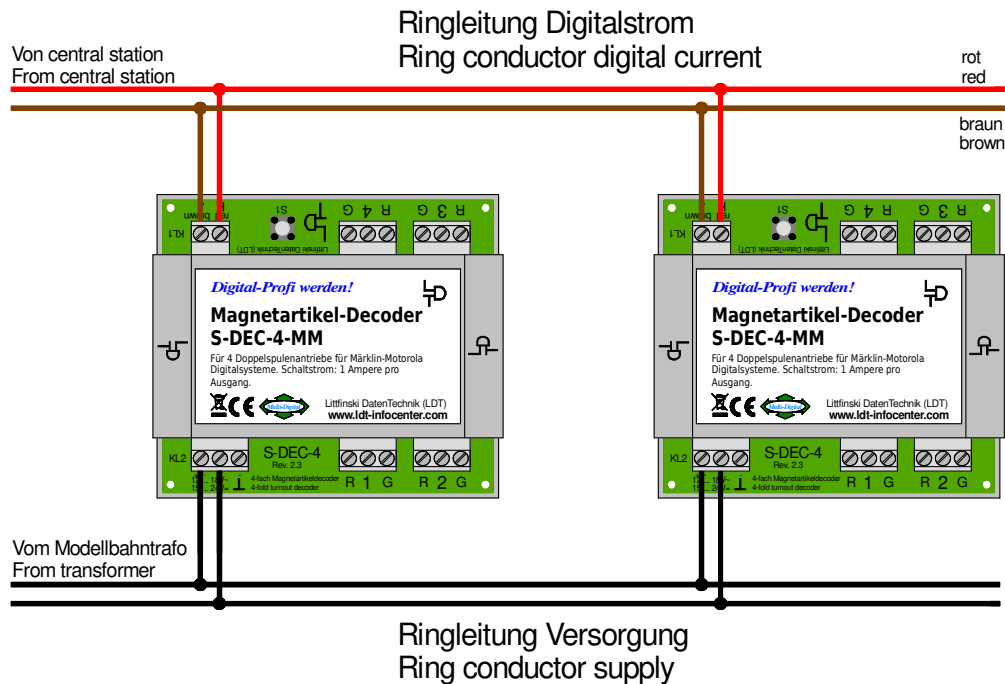 Ringleitung Digitalstrom
Ring conductor digital current
Von central station
From central station
rot
red
braun
brown
KL1
brown
red
S1
G 4 R
G 3 R
Littfinski DatenTechnik (LDT)
Digital-Profi werden!
Magnetartikel-Decoder
S-DEC-4-MM
Für 4 Doppelspulenantriebe für Märklin-Motorola
Digitalsysteme. Schaltstrom: 1 Ampere pro
Ausgang.
CE
Multi-Digital
Littfinski DatenTechnik (LDT)
www.ldt-infocenter.com
KL2
S-DEC-4
Rev. 2.3
4-fach Magnetartikeldecoder
4-fold turnout decoder
R 1 G
R 2 G
KL1
brown
red
S1
G 4 R
G 3 R
Littfinski DatenTechnik (LDT)
Digital-Profi werden!
Magnetartikel-Decoder
S-DEC-4-MM
Für 4 Doppelspulenantriebe für Märklin-Motorola
Digitalsysteme. Schaltstrom: 1 Ampere pro
Ausgang.
CE
Multi-Digital
Littfinski DatenTechnik (LDT)
www.ldt-infocenter.com
KL2
S-DEC-4
Rev. 2.3
4-fach Magnetartikeldecoder
4-fold turnout decoder
R 1 G
R 2 G
Vom Modellbahntrafo
From transformer
Ringleitung Versorgung
Ring conductor supply